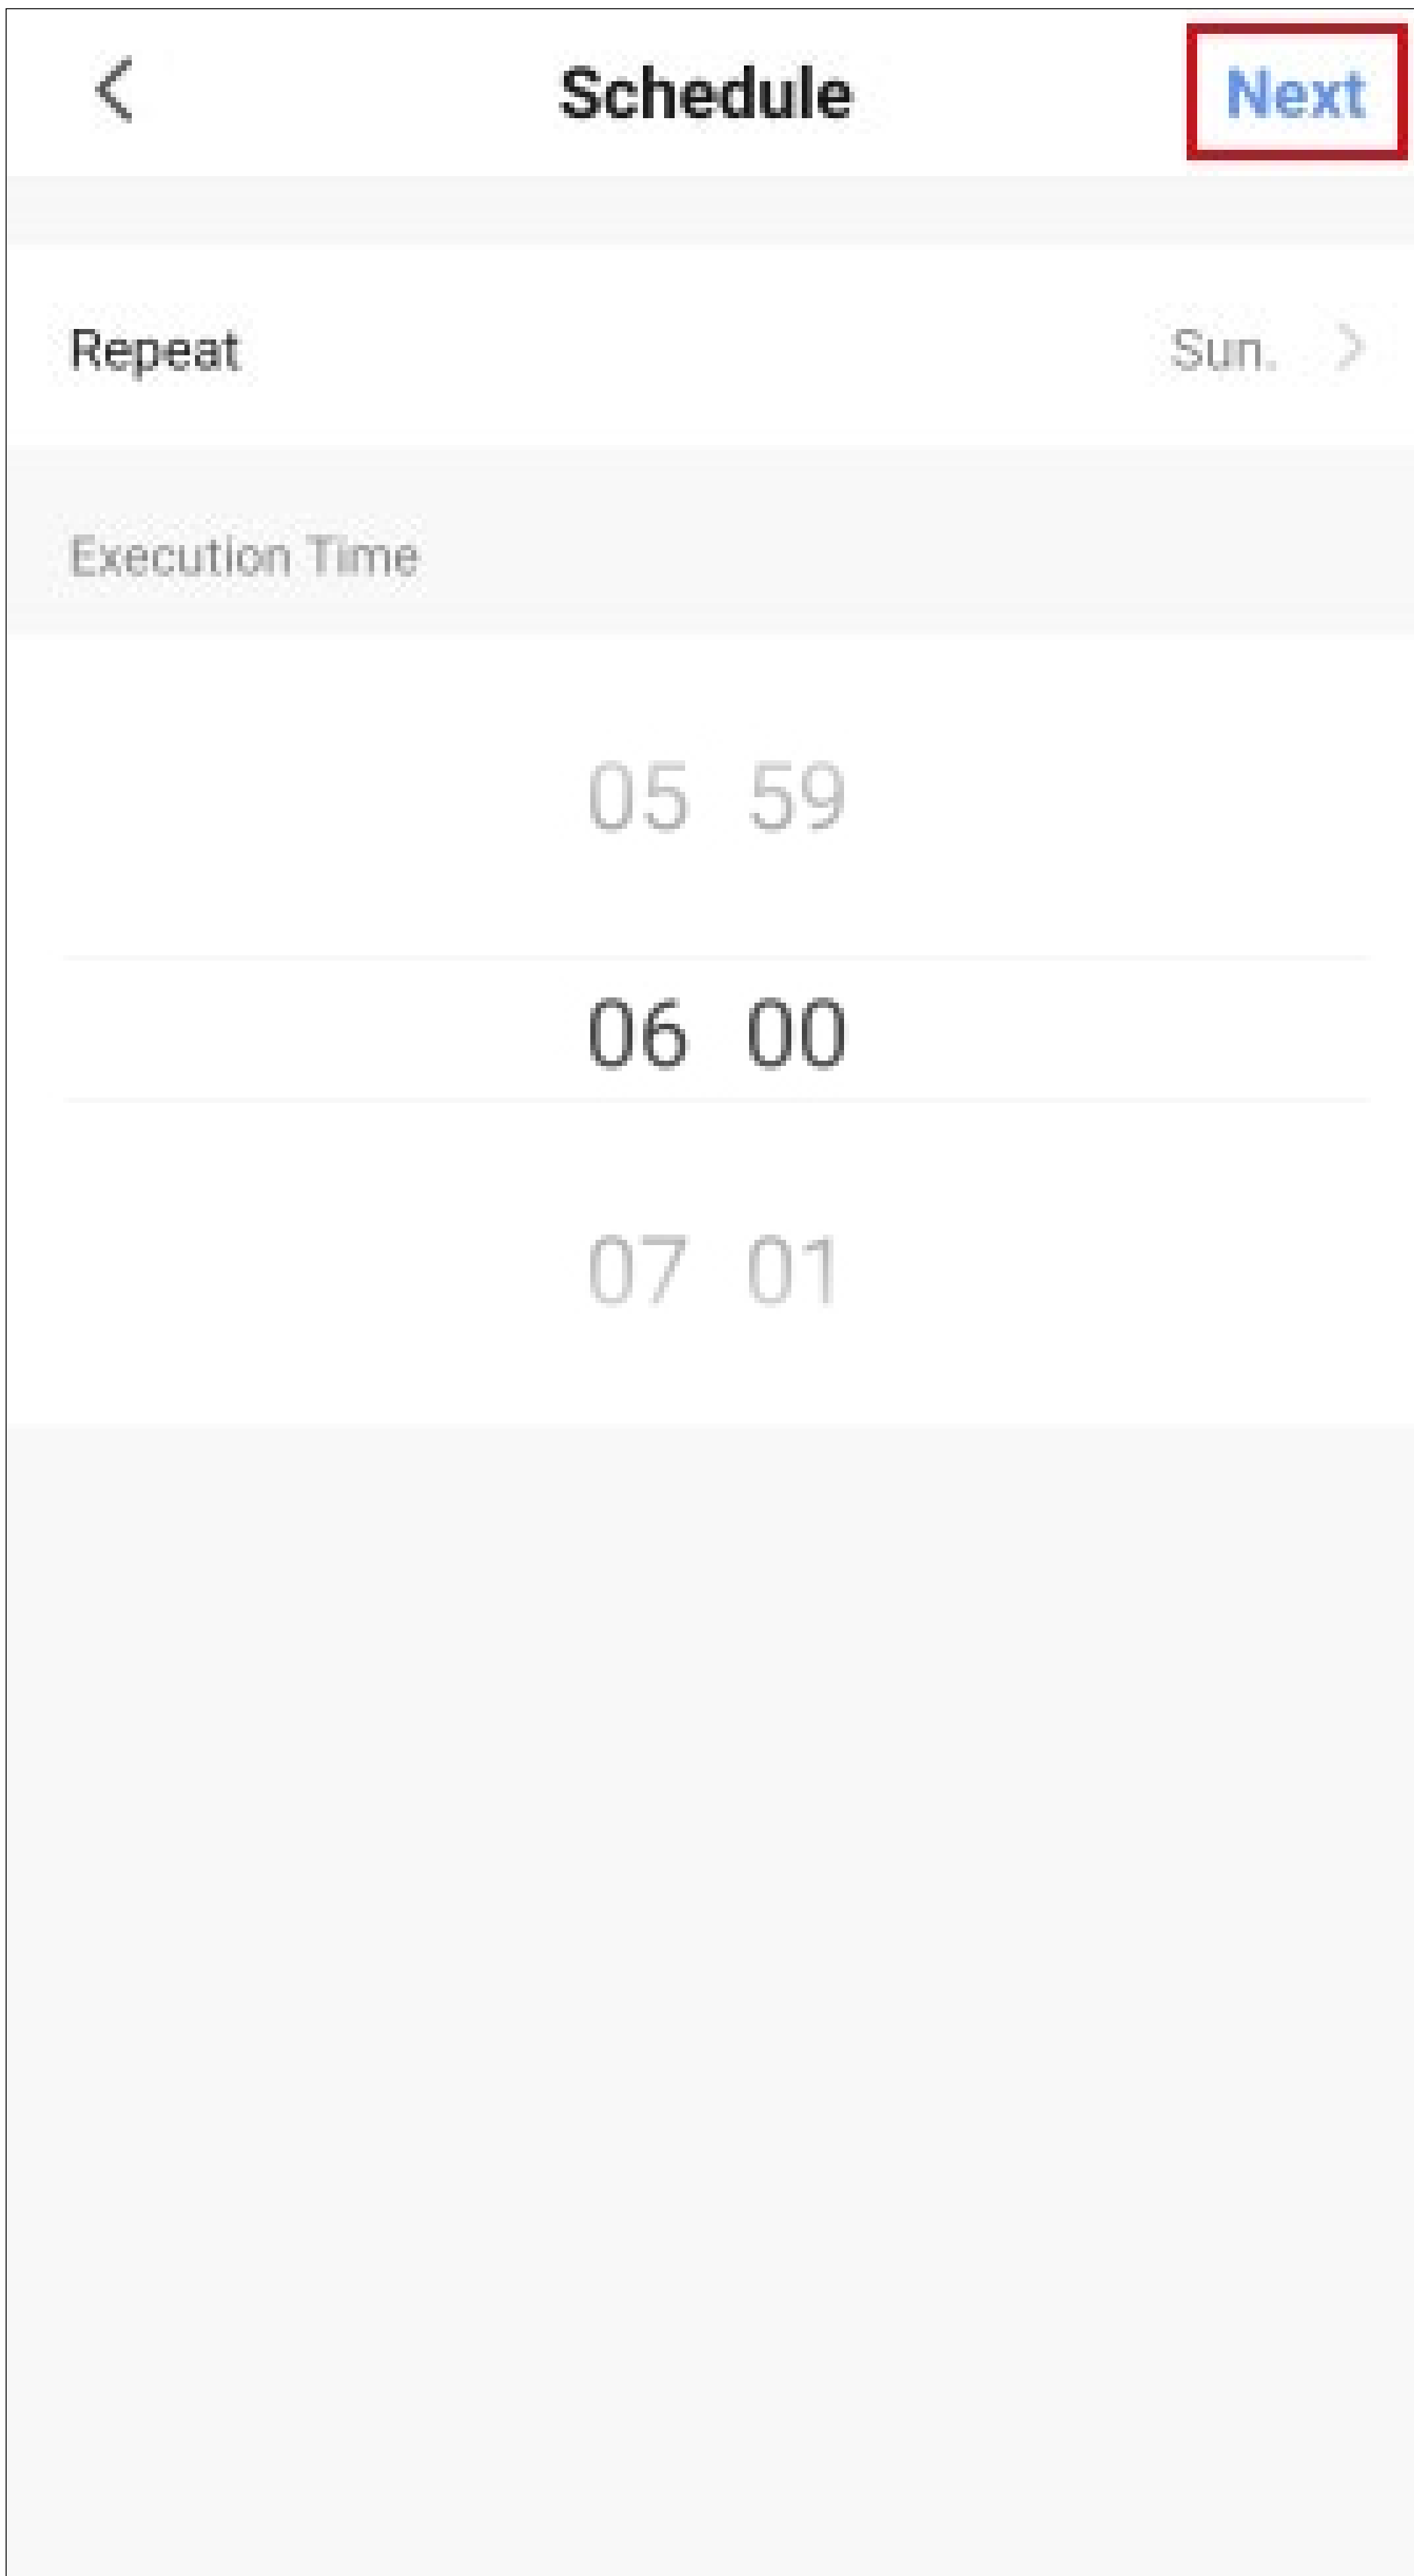 Schedule Next
Repeat Sun.
Execution Time
05 59
06 00
07 01